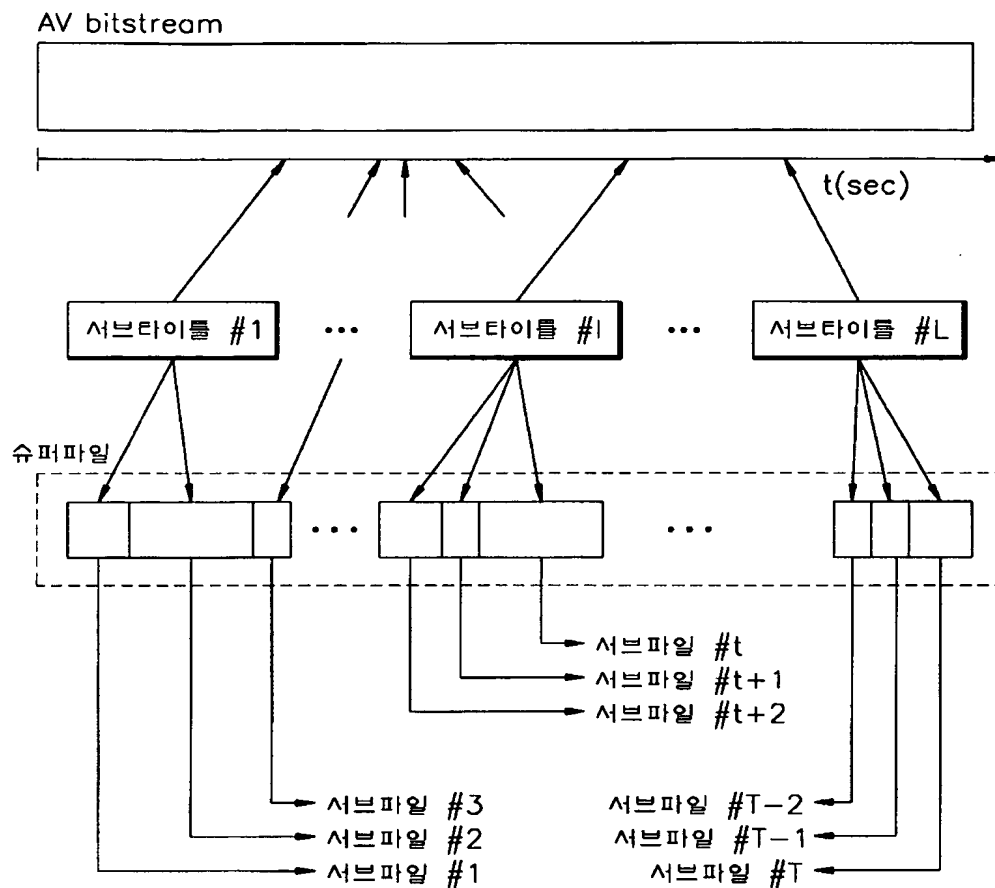 AV bitstream
t(sec)
서브타이틀 #1 ... 서브타이틀 #l ... 서브타이틀 #L
슈퍼파일
... ...
서브파일 #t
서브파일 #t+1
서브파일 #t+2
서브파일 #3 서브파일 #T-2
서브파일 #2 서브파일 #T-1
서브파일 #1 서브파일 #T